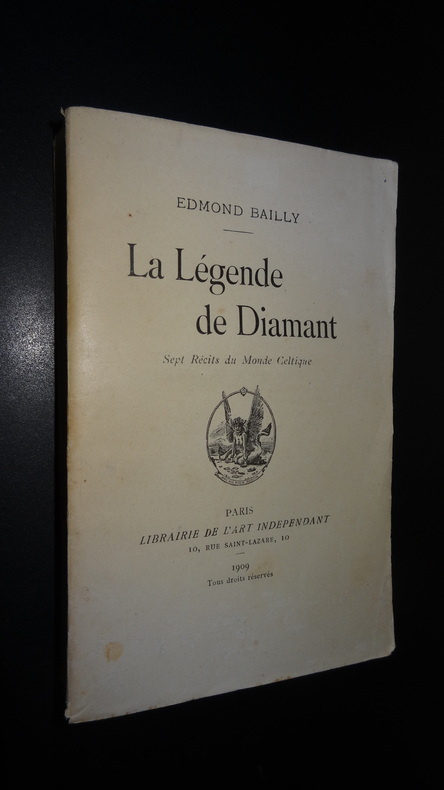 EDMOND BAILLY
La Légende
de Diamant
Sept Récits du Monde Celtique
PARIS
LIBRAIRIE DE L'ART INDEPENDANT
10, RUE SAINT-LAZARE, 10
1909
Tous droits réservés